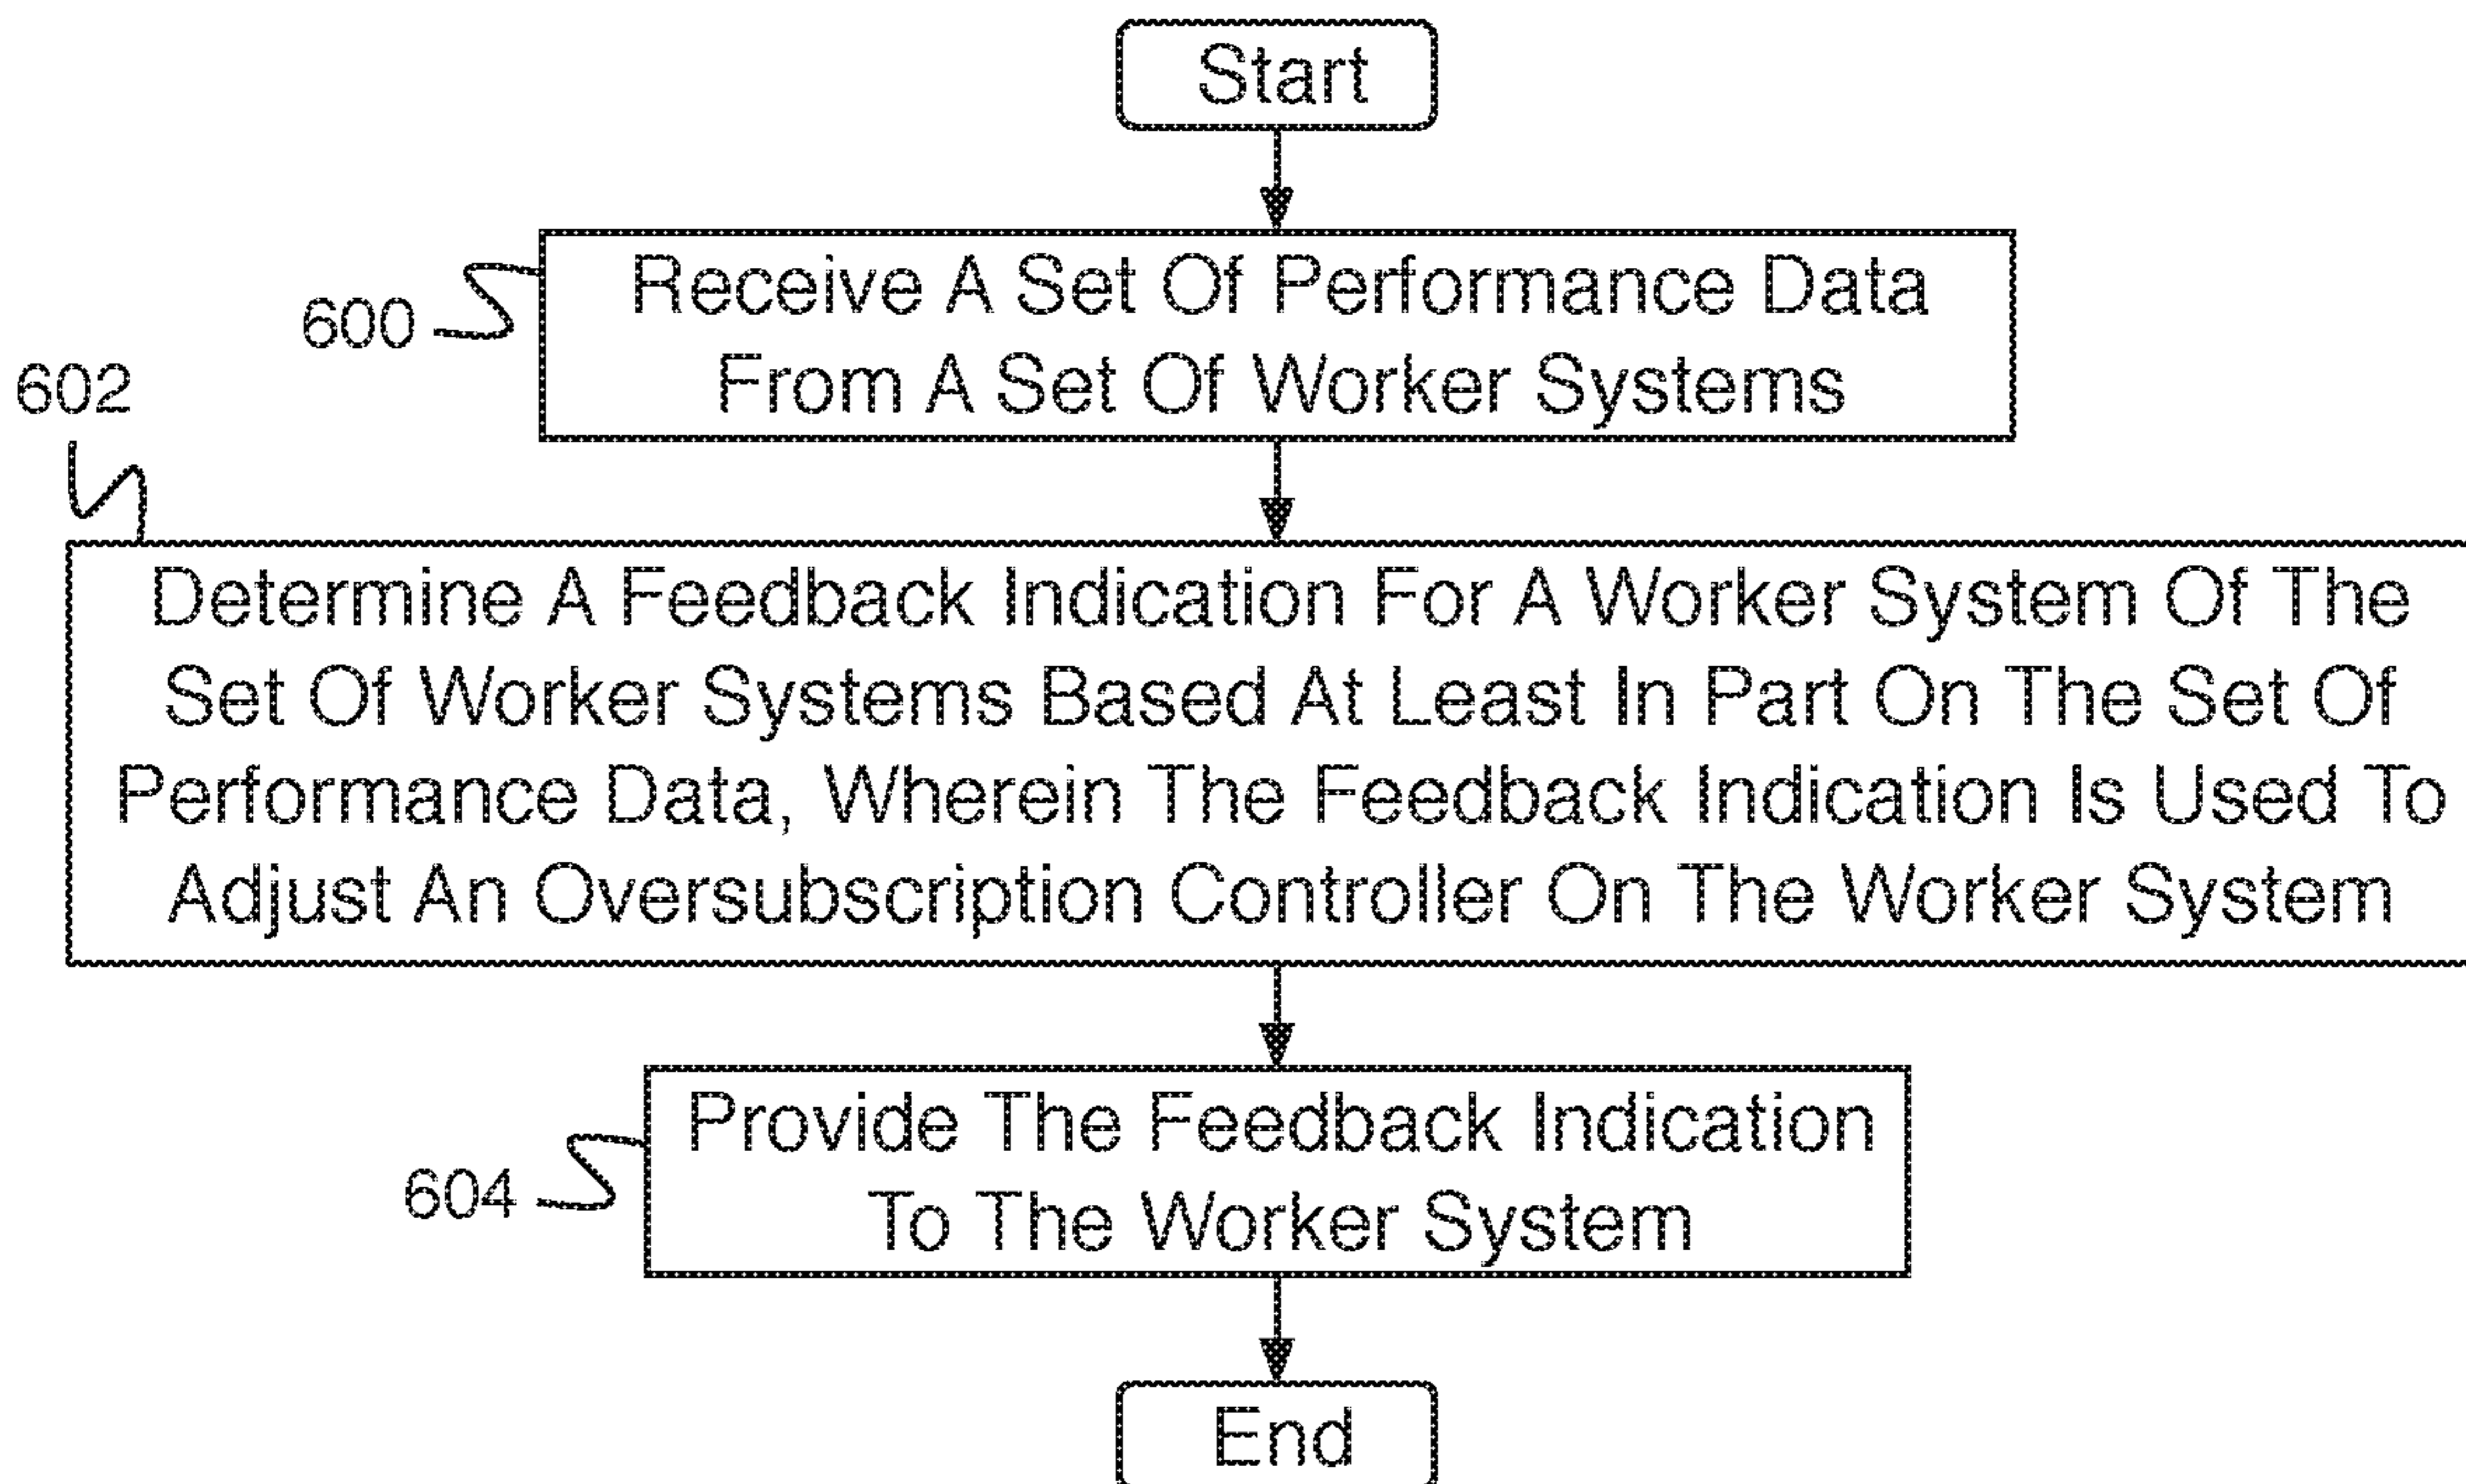 Start
600
Receive A Set Of Performance Data
From A Set Of Worker Systems
602
Determine A Feedback Indication For A Worker System Of The
Set Of Worker Systems Based At Least In Part On The Set Of
Performance Data, Wherein The Feedback Indication Is Used To
Adjust An Oversubscription Controller On The Worker System
604
Provide The Feedback Indication
To The Worker System
End